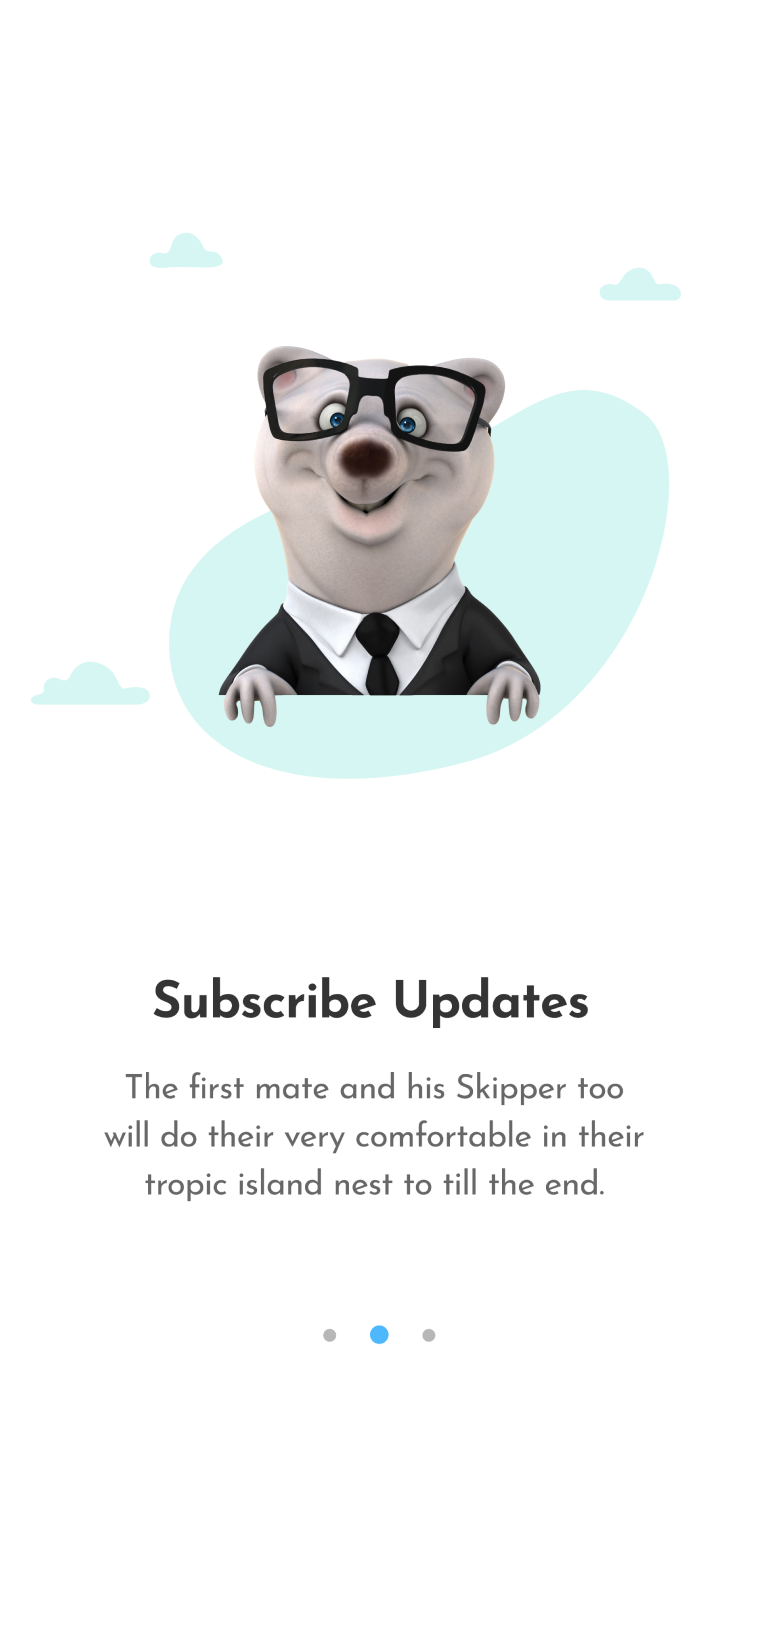 Subscribe Updates
The first mate and his Skipper too
will do their very comfortable in their
tropic island nest to till the end.